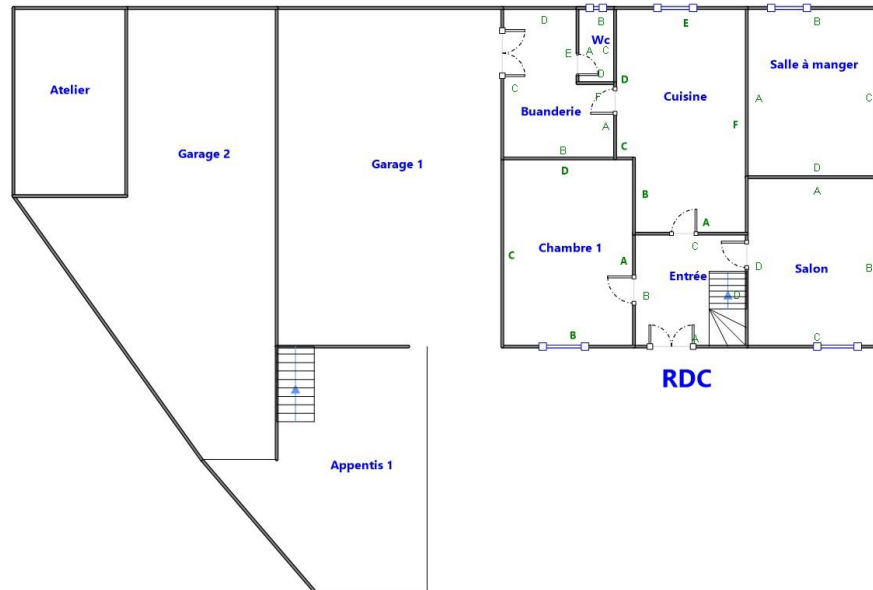 D
B
E
B
Wc
E
A
C
Salle à manger
D
D
Atelier
C
F
A
C
Buanderie
Cuisine
A
F
Garage 2
B
C
Garage 1
D
D
A
B
A
C
Chambre 1
A
C
D
Salon
B
Entrée
B
D
B
A
C
RDC
Appentis 1